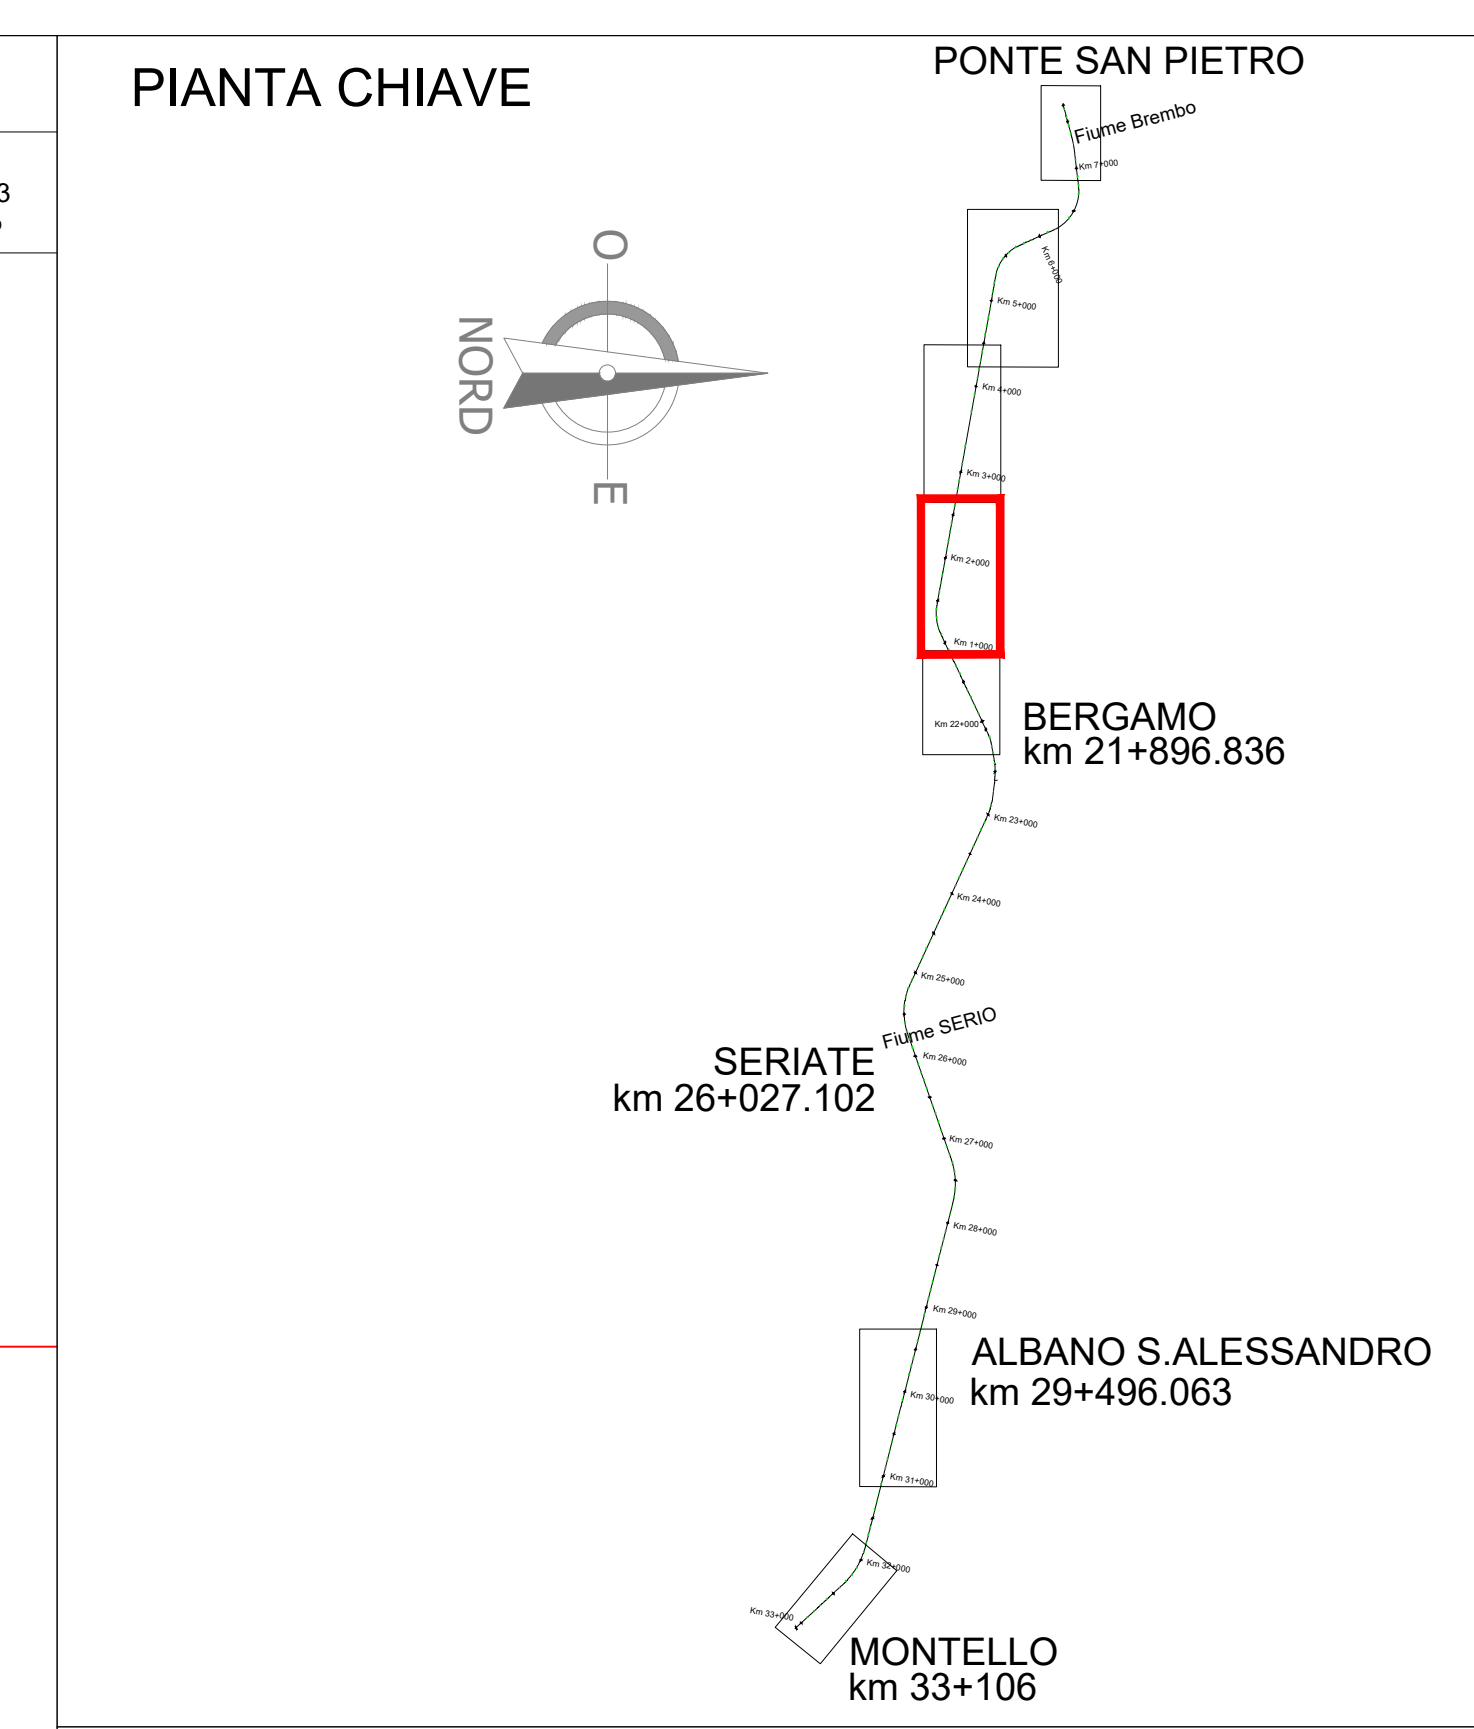 PIANTA CHIAVE
PONTE SAN PIETRO
Fiume Brembo
Km 7+000
3
O
NORD
E
Km 6+000
Km 5+000
Km 4+000
Km 3+000
Km 2+000
Km 1+000
Km 22+000
BERGAMO
km 21+896.836
Km 23+000
Km 24+000
Km 25+000
Fiume SERIO
SERIATE
km 26+027.102
Km 26+000
Km 27+000
Km 28+000
Km 29+000
ALBANO S.ALESSANDRO
km 29+496.063
Km 30+000
Km 31+000
Km 32+000
Km 33+000
MONTELLO
km 33+106